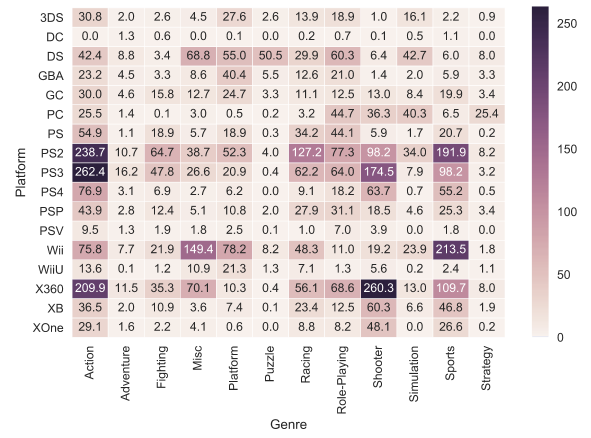 3DS 30.8 2.0 2.6 4.5 27.6 2.6 13.9 18.9 1.0 16.1 2.2 0.9
DC 0.0 1.3 0.6 0.0 0.0 0.0 0.2 0.7 0.1 0.5 1.1 0.0
DS 42.4 8.8 3.4 68.8 55.0 50.5 29.9 60.3 6.4 42.7 6.0 8.0
GBA 23.2 4.5 3.3 8.6 40.4 5.5 12.6 21.0 1.4 2.0 5.9 3.3
GC 30.0 4.6 15.8 12.7 24.7 3.3 11.1 12.5 13.0 8.4 19.9 3.4
PC 25.5 1.4 0.1 3.0 0.5 0.2 3.2 44.7 36.3 40.3 6.5 25.4
PS 54.9 1.1 18.9 5.7 18.9 0.3 34.2 44.1 5.9 1.7 20.7 0.2
PS2 238.7 10.7 64.7 38.7 52.3 4.0 127.2 77.3 98.2 34.0 191.9 8.2
PS3 262.4 16.2 47.8 26.6 20.9 0.4 62.2 64.0 174.5 7.9 98.2 3.2
PS4 76.9 3.1 6.9 2.7 6.2 0.0 9.1 18.2 63.7 0.7 55.2 0.5
PSP 43.9 2.8 12.4 5.1 10.8 2.0 27.9 31.1 18.5 4.6 25.3 3.4
PSV 9.5 1.3 1.9 1.8 2.5 0.1 1.0 7.0 3.9 0.0 1.8 0.0
Wii 75.8 7.7 21.9 149.4 78.2 8.2 48.3 11.0 19.2 23.9 213.5 1.8
WiiU 13.6 0.1 1.2 10.9 21.3 1.3 7.1 1.3 5.6 0.2 2.4 1.1
X360 209.9 11.5 35.3 70.1 10.3 0.4 56.1 68.6 260.3 13.0 109.7 8.0
XB 36.5 2.0 10.9 3.6 7.4 0.1 23.4 12.5 60.3 6.6 46.8 1.9
XOne 29.1 1.6 2.2 4.1 0.6 0.0 8.8 8.2 48.1 0.0 26.6 0.2
Platform
Action Adventure Fighting Misc Platform Puzzle Racing Role-Playing Shooter Simulation Sports Strategy
Genre
250
200
150
100
50
0